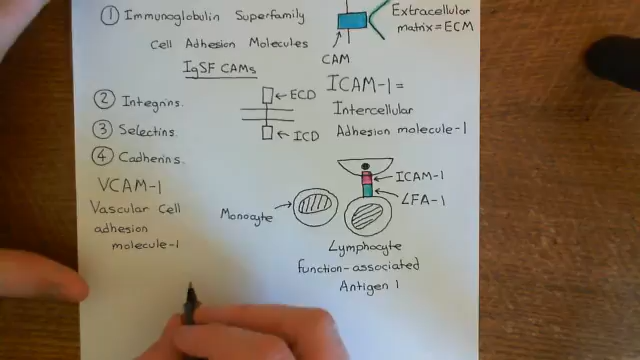 ① Immunoglobulin Superfamily
Cell Adhesion Molecules
IgSF CAMs
Extracellular
matrix = ECM
CAM
② Integrins.
③ Selectins.
④ Cadherins.
ECD
ICD
ICAM-1 =
Intercellular
Adhesion molecule-1
VCAM-1
Vascular Cell
adhesion
molecule-1
Monocyte
ICAM-1
LFA-1
Lymphocyte
function-associated
Antigen 1